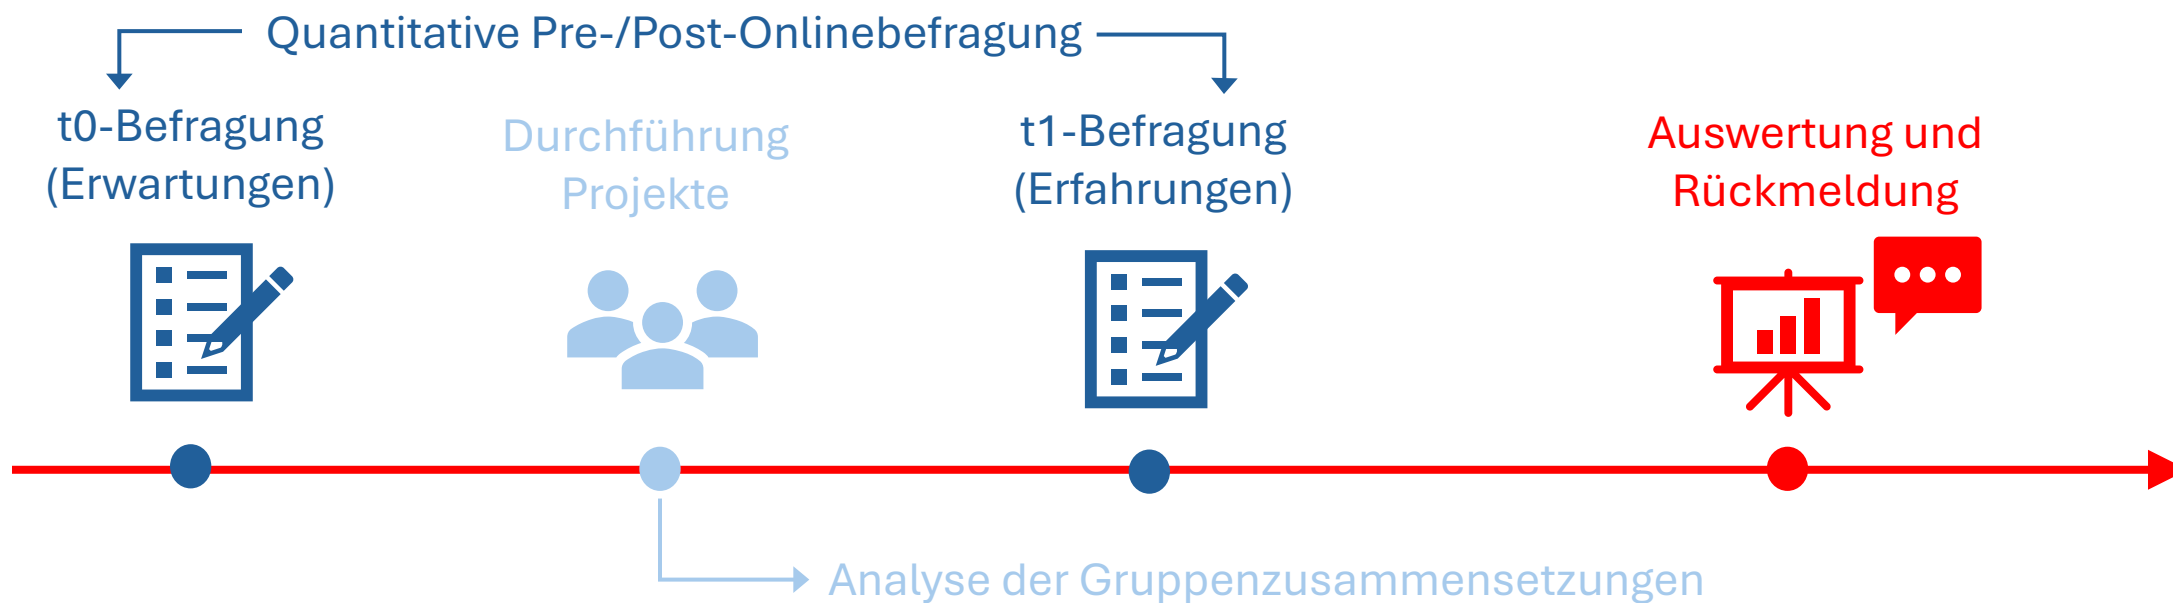 Quantitative Pre-/Post-Onlinebefragung
t0-Befragung
(Erwartungen)
Durchführung
Projekte
t1-Befragung
(Erfahrungen)
Auswertung und
Rückmeldung
Analyse der Gruppenzusammensetzungen